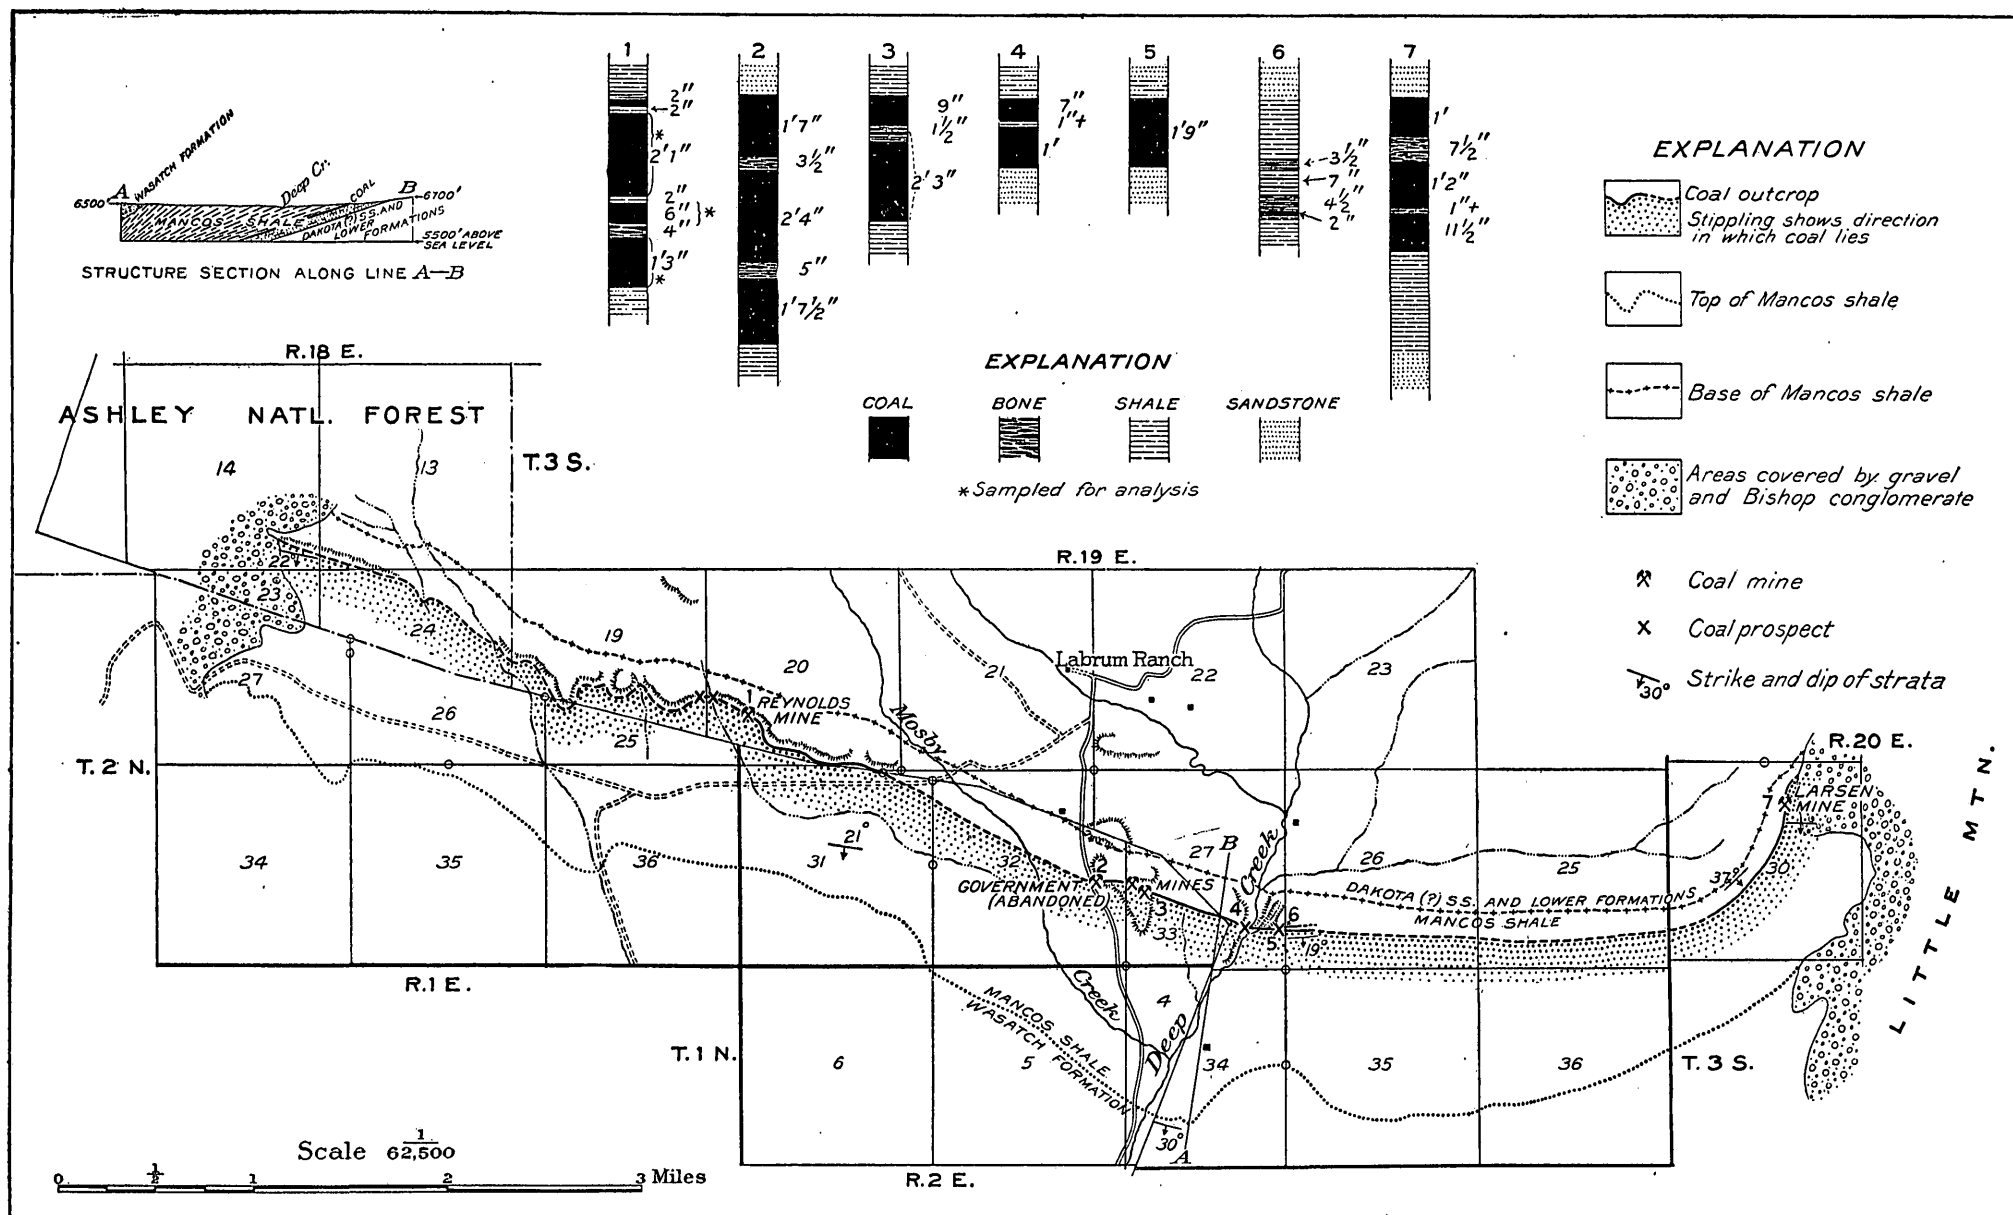 1
2
3
4
5
6
7
2"
2"
*
2'1"
2"
6" *
4"
1'3"
*
1'7"
3½"
2'4"
5"
1'7½"
9"
1½"
2'3"
7"
1"+
1'
1'9"
3½"
7"
4½"
2"
1'
7½"
1'2"
1"+
11½"
WASATCH FORMATION
A
Deep Cr.
COAL
B
6500'
6700'
MANCOS SHALE
DAKOTA(?) SS. AND
LOWER FORMATIONS
5500' ABOVE
SEA LEVEL
STRUCTURE SECTION ALONG LINE A—B
EXPLANATION
COAL BONE SHALE SANDSTONE
*Sampled for analysis
EXPLANATION
Coal outcrop
Stippling shows direction
in which coal lies
Top of Mancos shale
Base of Mancos shale
Areas covered by gravel
and Bishop conglomerate
Coal mine
Coal prospect
30° Strike and dip of strata
R.18 E.
ASHLEY NATL. FOREST
14
13
T.3 S.
R.19 E.
22°
23
24
19
20
21
Labrum Ranch
22
23
27
26
25
1
REYNOLDS
MINE
Mosby
R.20 E.
T.2 N.
7
LARSEN
MINE
34
35
36
31
21°
32
2
GOVERNMENT MINES
(ABANDONED)
3
33
27
B
Creek
26
25
37°
30
DAKOTA (?) SS. AND LOWER FORMATIONS
MANCOS SHALE
4
5
6
19°
LITTLE MTN.
R.1 E.
Creek
MANCOS SHALE
WASATCH FORMATION
4
Deep
T.1 N.
6
5
34
35
36
T.3 S.
30°
A
R.2 E.
Scale 1/62,500
0 ½ 1 2 3 Miles